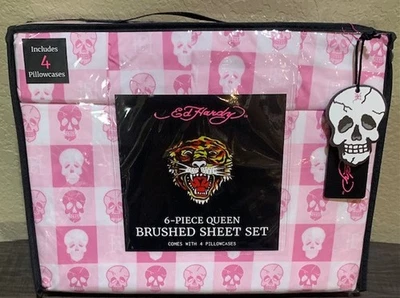 Includes
4
Pillowcases
Ed Hardy
6-PIECE QUEEN
BRUSHED SHEET SET
COMES WITH 4 PILLOWCASES